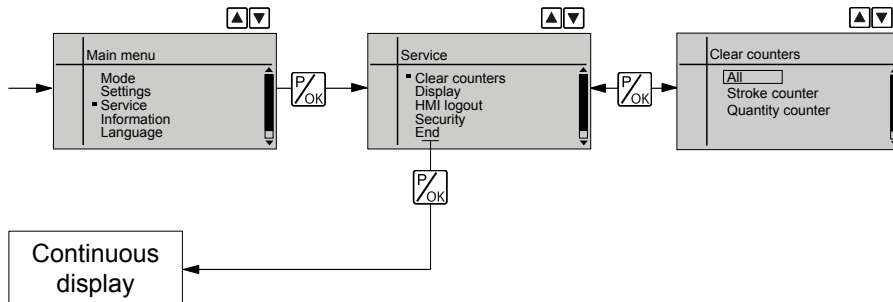 Main menu
Mode
Settings
Service
Information
Language
P/OK
Service
Clear counters
Display
HMI logout
Security
End
P/OK
Clear counters
All
Stroke counter
Quantity counter
P/OK
Continuous
display